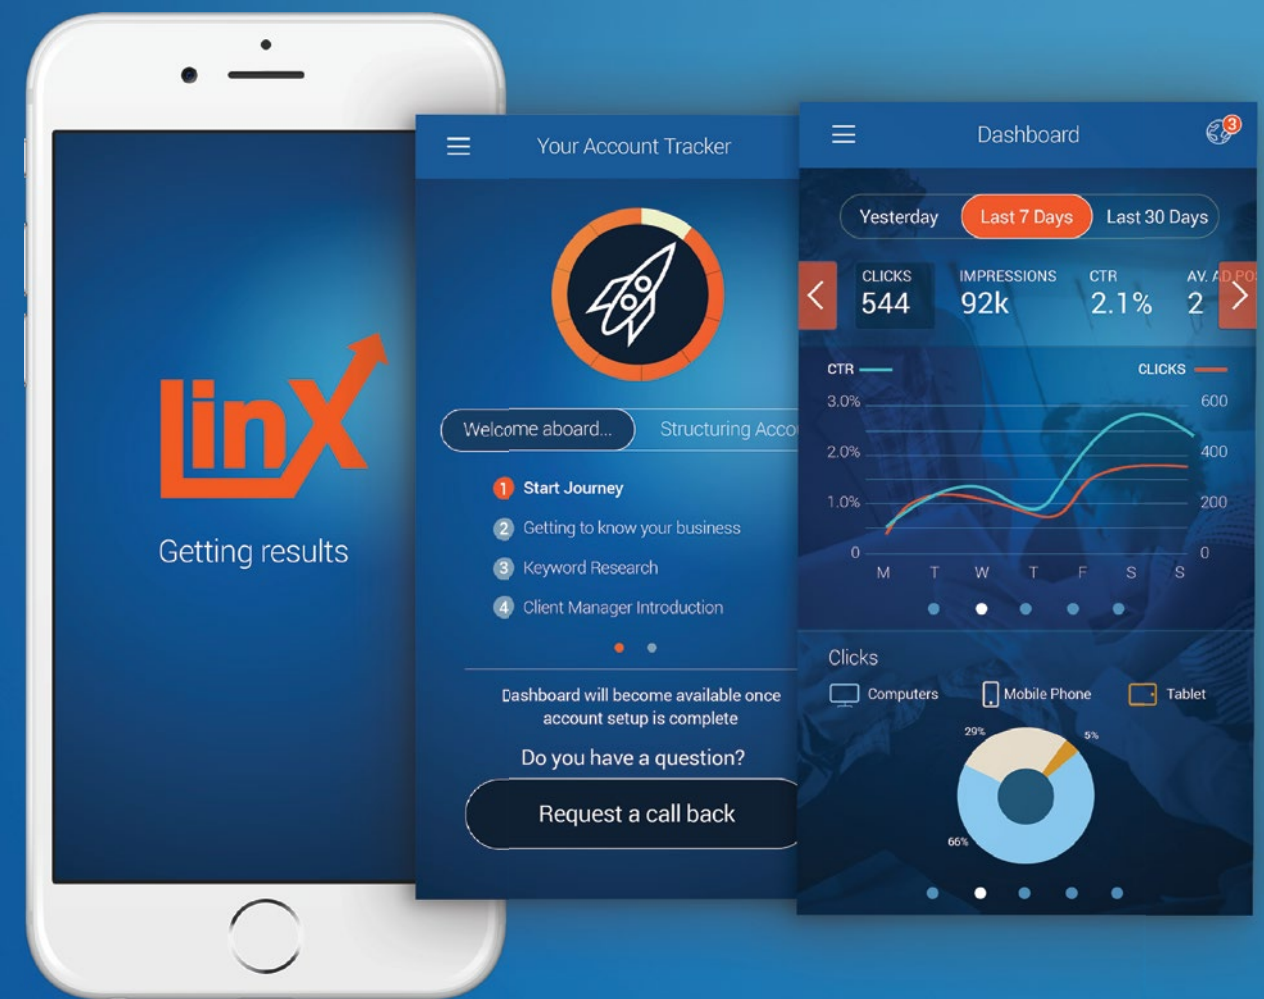 LinX
Getting results
Your Account Tracker
Welcome aboard...
Structuring
1 Start Journey
2 Getting to know your business
3 Keyword Research
4 Client Manager Introduction
Dashboard will become available once
account setup is complete
Do you have a question?
Request a call back
Dashboard
3
Yesterday
Last 7 Days
Last 30 Days
CLICKS
544
IMPRESSIONS
92k
CTR
2.1%
AV. AD
2
CTR
CLICKS
3.0%
600
2.0%
400
1.0%
200
0
0
M T W T F S S
Clicks
Computers
Mobile Phone
Tablet
29%
5%
66%